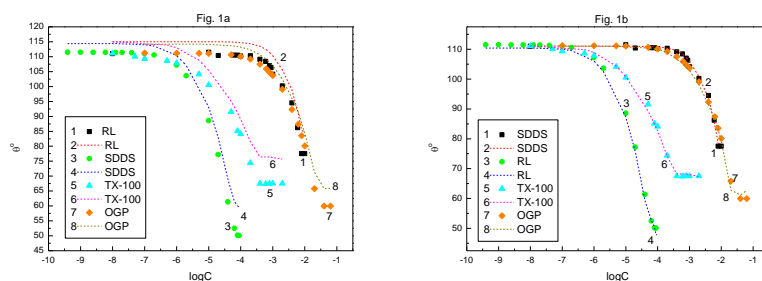 Fig. 1a
115
110
105
100
95
90
85
80
75
70
65
60
55
50
45
θ°
1 RL
2 RL
3 SDDS
4 SDDS
5 TX-100
6 TX-100
7 OGP
8 OGP
2
1
6
5
4
3
8
7
-10 -9 -8 -7 -6 -5 -4 -3 -2 -1
logC
Fig. 1b
110
100
90
80
70
60
50
θ°
1 SDDS
2 SDDS
3 RL
4 RL
5 TX-100
6 TX-100
7 OGP
8 OGP
2
5
3
1
6
7
8
4
-10 -9 -8 -7 -6 -5 -4 -3 -2 -1 0
logC